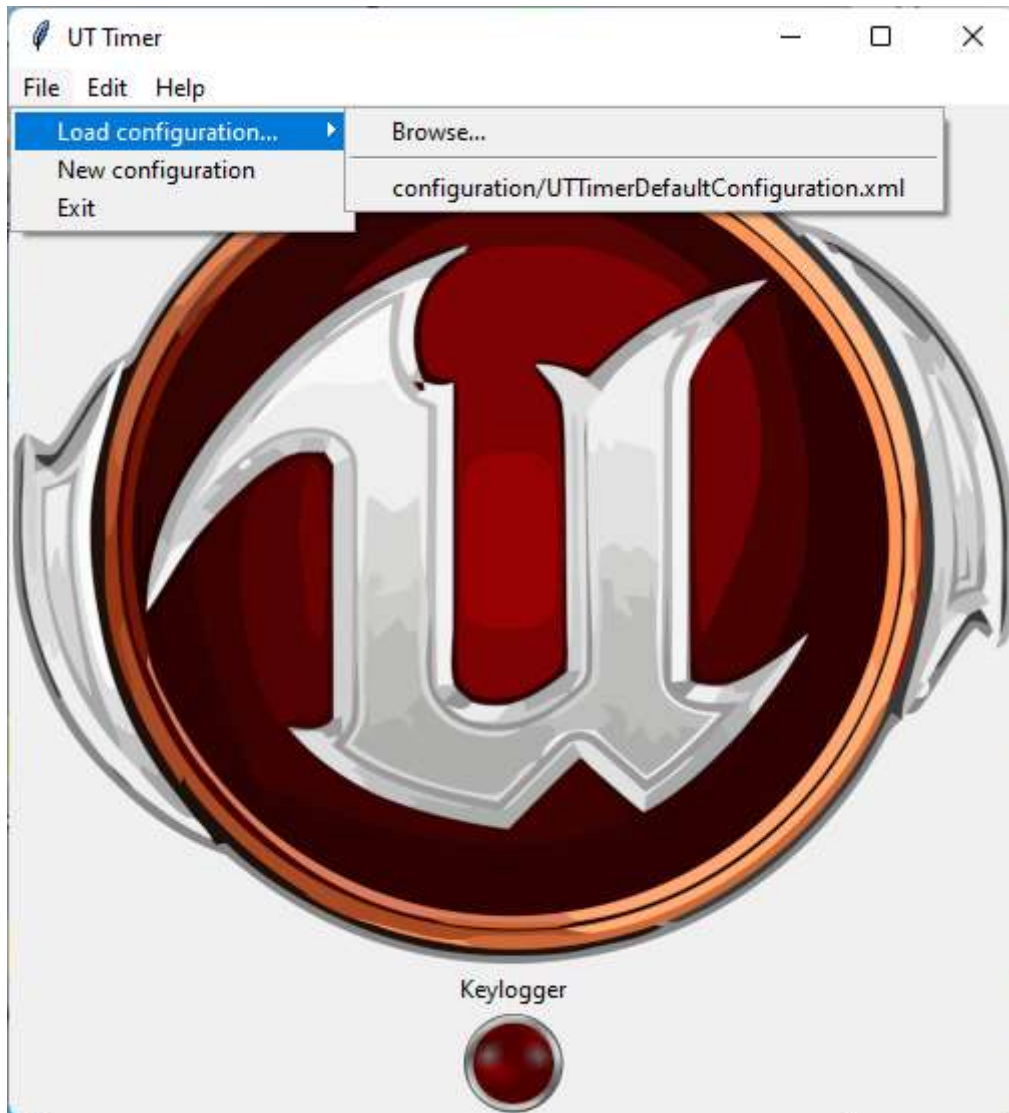 UT Timer
File Edit Help
Load configuration... Browse...
New configuration configuration/UTTimerDefaultConfiguration.xml
Exit
Keylogger